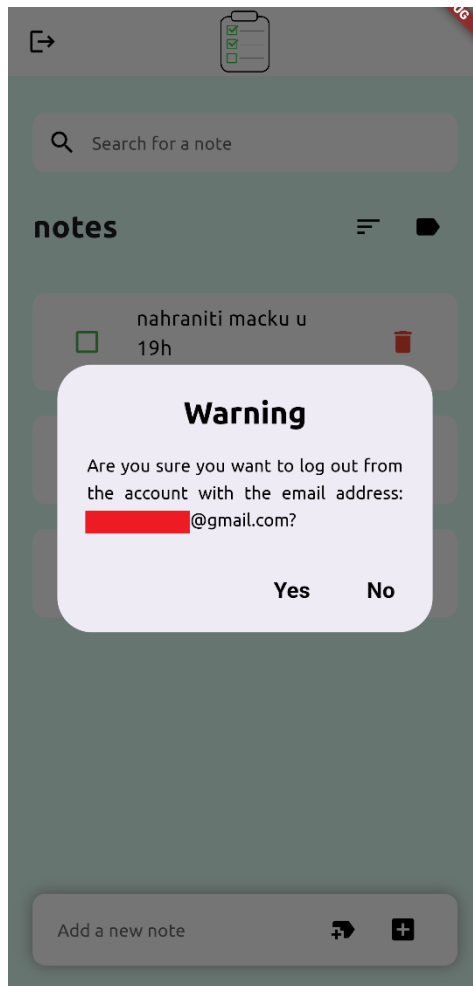 UG
Search for a note
notes
nahraniti macku u
19h
Warning
Are you sure you want to log out from
the account with the email address:
@gmail.com?
Yes No
Add a new note